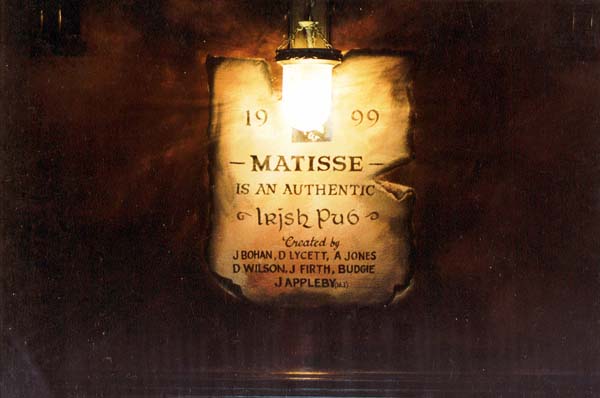 19 99
– MATISSE –
IS AN AUTHENTIC
Irish Pub
Created by
J BOHAN, D LYCETT, A JONES
D WILSON, J FIRTH, BUDGIE
J APPLEBY